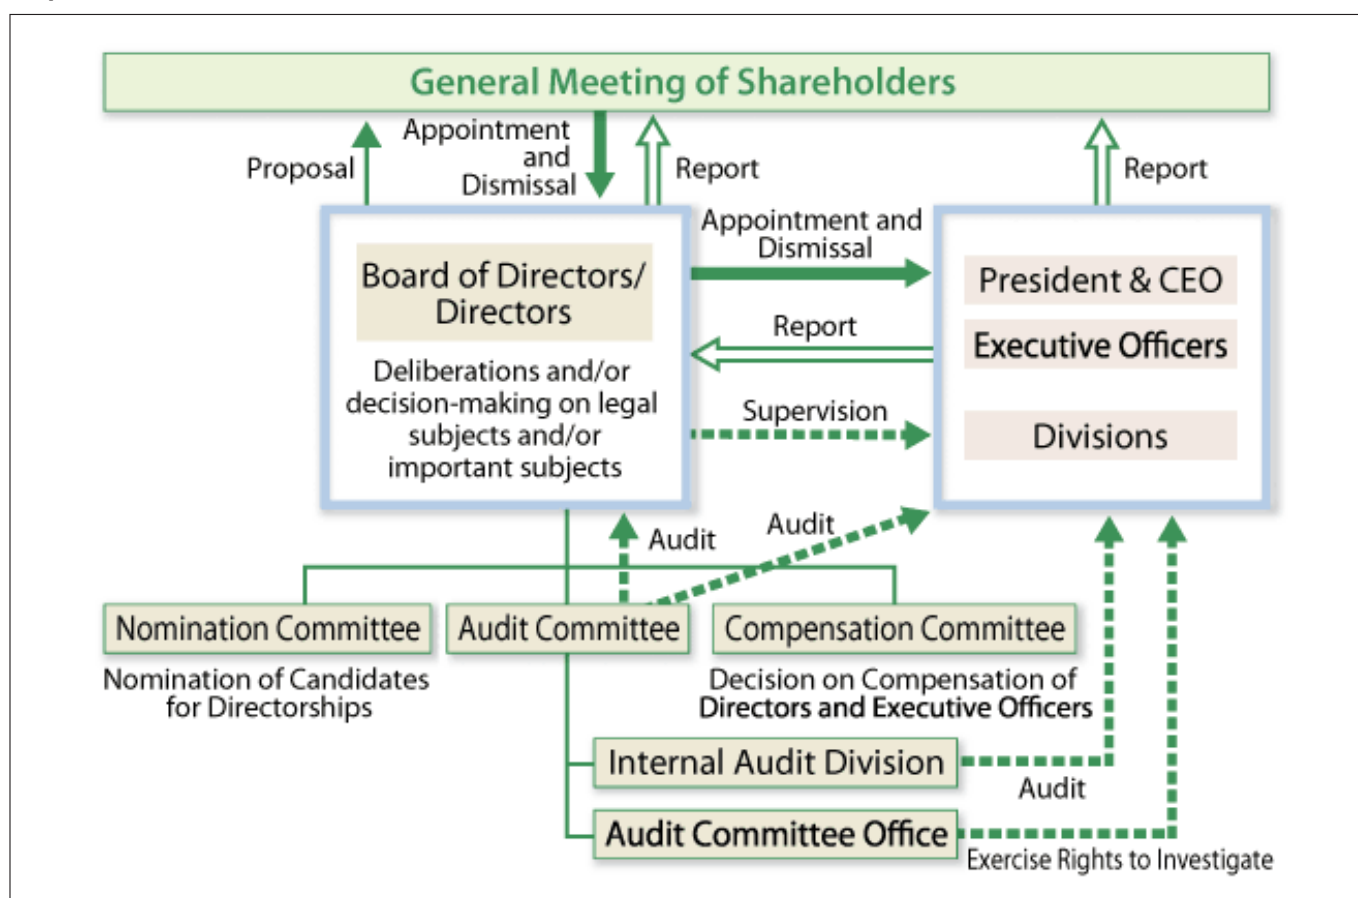 General Meeting of Shareholders
Proposal
Appointment
and
Dismissal
Report
Report
Appointment and
Dismissal
Board of Directors/
Directors
Deliberations and/or
decision-making on legal
subjects and/or
important subjects
Report
Supervision
President & CEO
Executive Officers
Divisions
Audit
Audit
Nomination Committee
Audit Committee
Compensation Committee
Nomination of Candidates
for Directorships
Decision on Compensation of
Directors and Executive Officers
Internal Audit Division
Audit
Audit Committee Office
Exercise Rights to Investigate